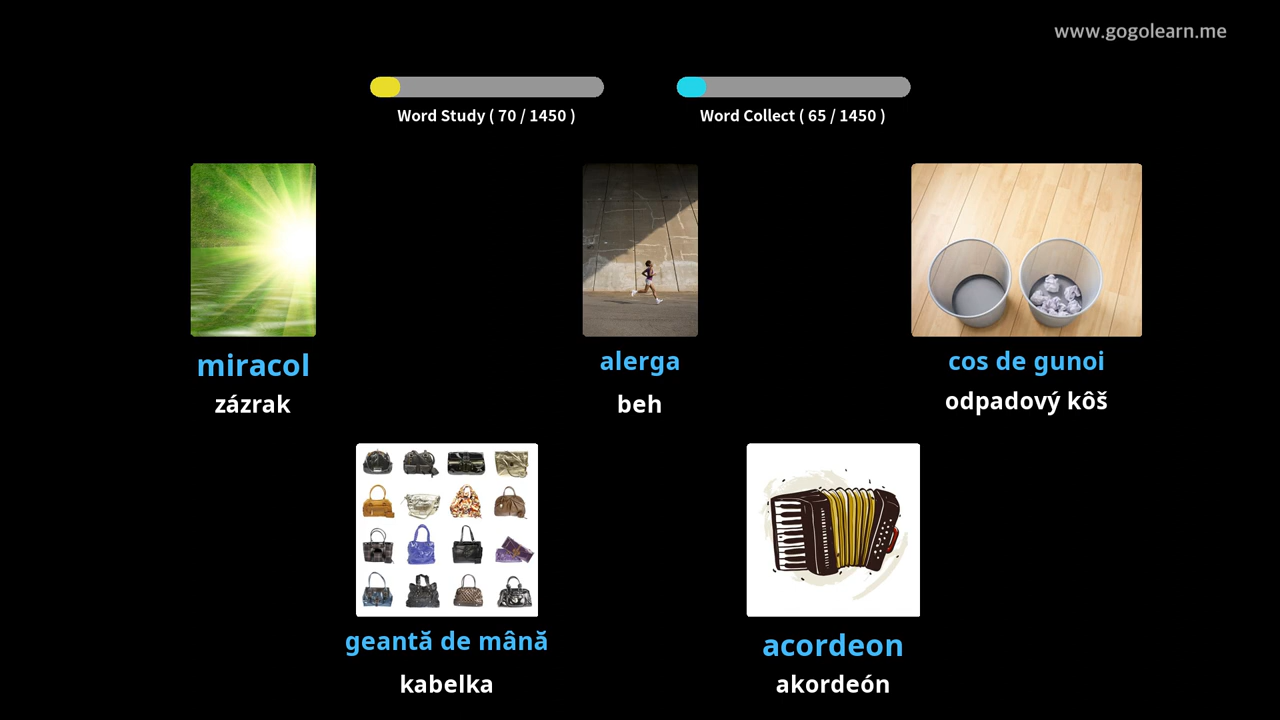 www.gogolearn.me
Word Study ( 70 / 1450 )
Word Collect ( 65 / 1450 )
miracol
zázrak
alerga
beh
cos de gunoi
odpadový kôš
geantă de mână
kabelka
acordeon
akordeón